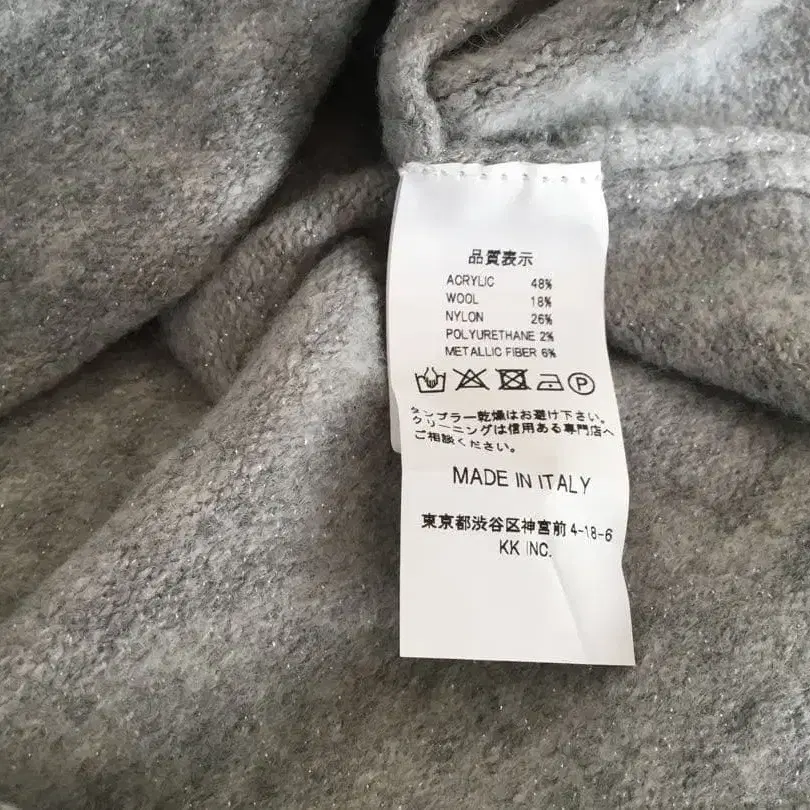 品質表示
ACRYLIC 48%
WOOL 18%
NYLON 26%
POLYURETHANE 2%
METALLIC FIBER 6%
P
タンブラー乾燥はお避け下さい。
クリーニングは信用ある専門店へ
ご相談ください。
MADE IN ITALY
東京都渋谷区神宮前4-18-6
KK INC.